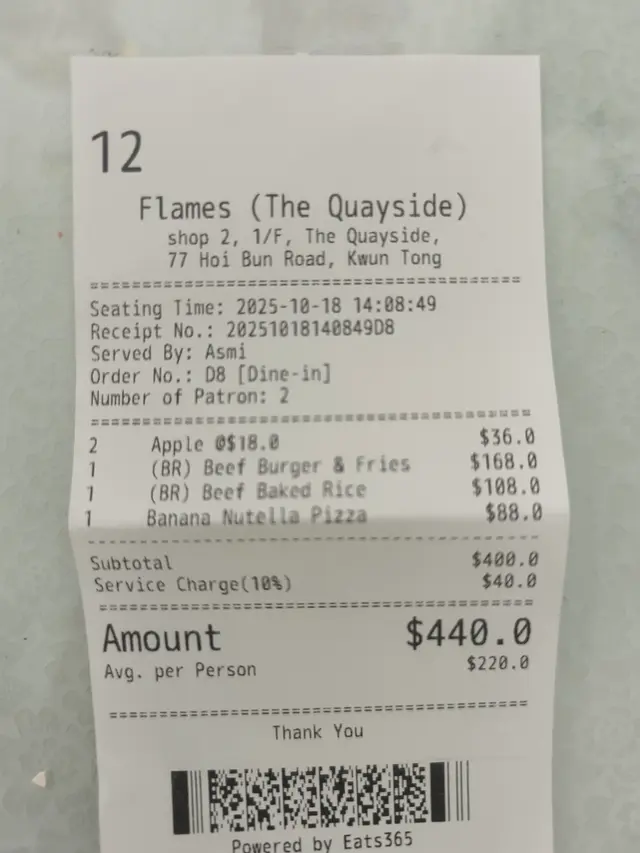 12
Flames (The Quayside)
shop 2, 1/F, The Quayside,
77 Hoi Bun Road, Kwun Tong
Seating Time: 2025-10-18 14:08:49
Receipt No.: 20251018140849D8
Served By: Asmi
Order No.: D8 [Dine-in]
Number of Patron: 2
2 Apple @$18.0 $36.0
1 (BR) Beef Burger & Fries $168.0
1 (BR) Beef Baked Rice $108.0
1 Banana Nutella Pizza $88.0
Subtotal $400.0
Service Charge(10%) $40.0
Amount $440.0
Avg. per Person $220.0
Thank You
Powered by Eats365